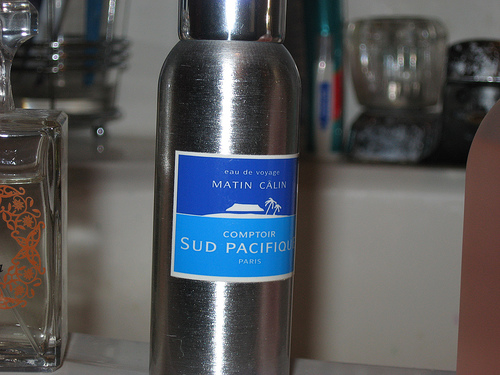 eau de voyage
MATIN CÂLIN
COMPTOIR
SUD PACIFIQU
PARIS